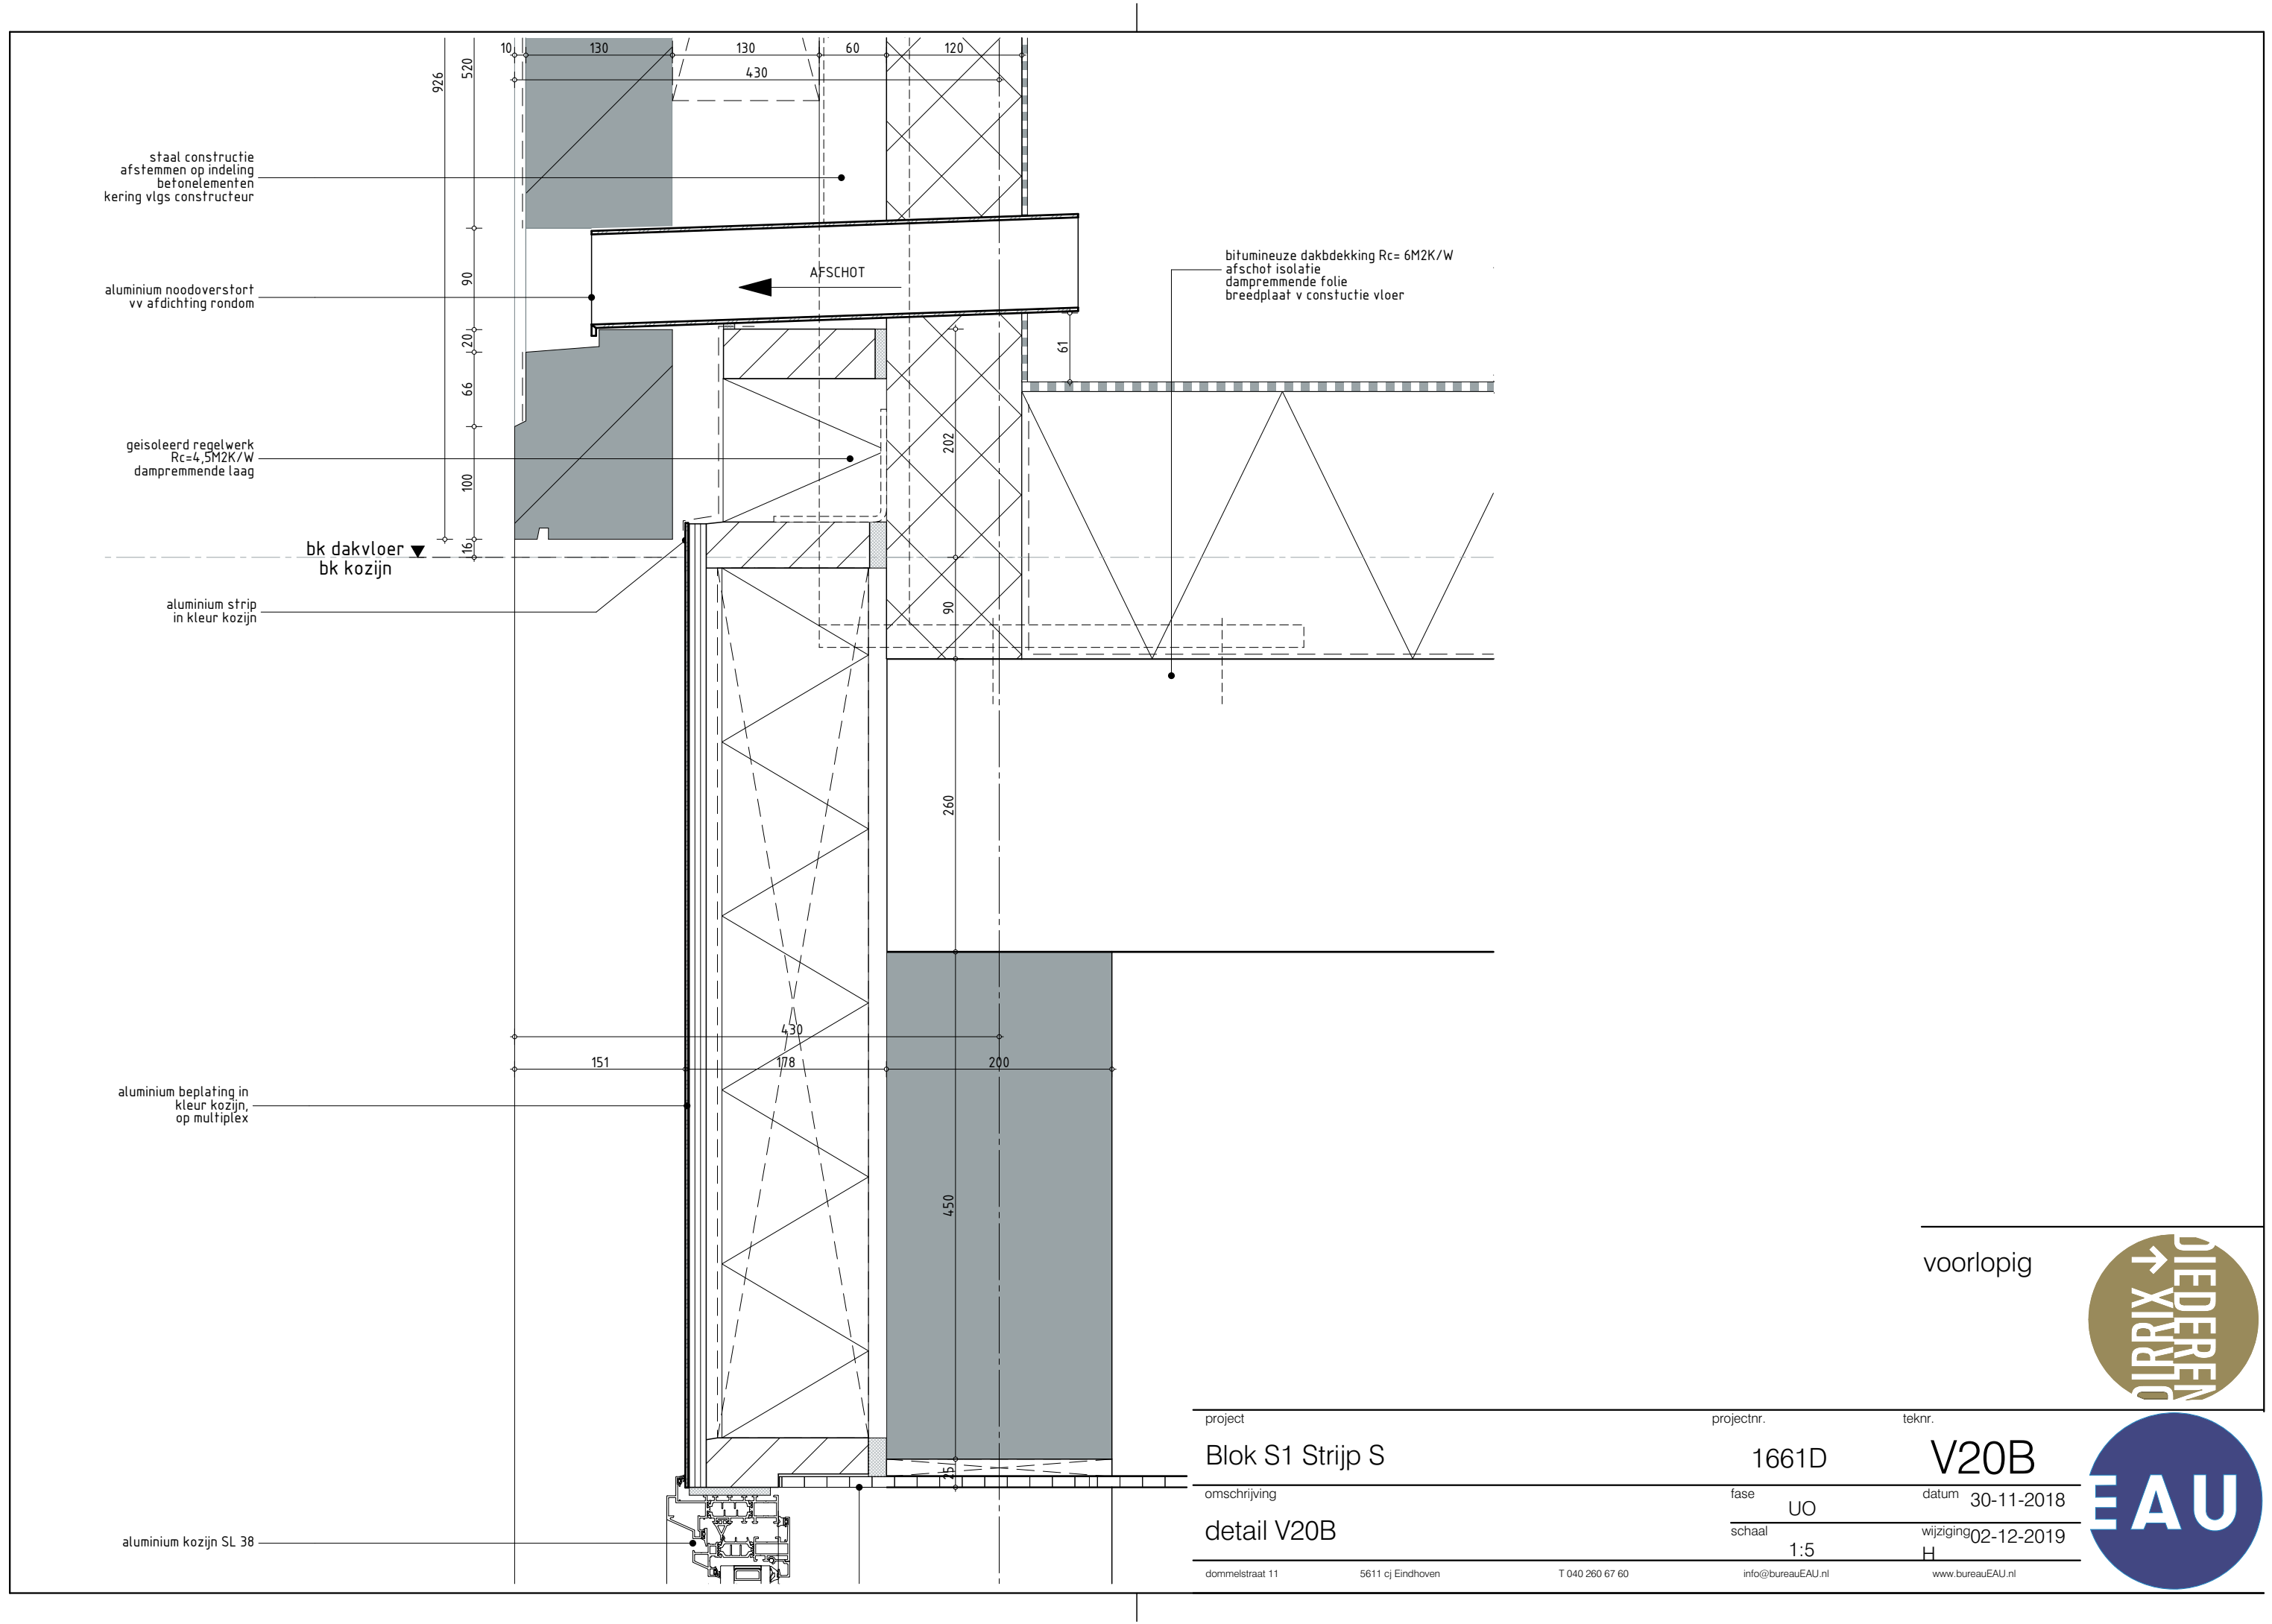 10
130
130
60
120
430
926
520
staal constructie
afstemmen op indeling
betonelementen
kering vlgs constructeur
90
AFSCHOT
bitumineuze dakbdekking Rc= 6M2K/W
afschot isolatie
dampremmende folie
breedplaat v constuctie vloer
aluminium noodoverstort
vv afdichting rondom
20
61
66
202
geisoleerd regelwerk
Rc=4,5M2K/W
dampremmende laag
100
16
bk dakvloer
bk kozijn
90
aluminium strip
in kleur kozijn
260
430
151
178
200
aluminium beplating in
kleur kozijn,
op multiplex
450
25
aluminium kozijn SL 38
voorlopig
DIRIX
DIEDEREN
project
projectnr.
teknr.
Blok S1 Strijp S
1661D
V20B
omschrijving
fase
datum
30-11-2018
UO
detail V20B
schaal
wijziging
02-12-2019
1:5
H
EAU
dommelstraat 11
5611 cj Eindhoven
T 040 260 67 60
info@bureauEAU.nl
www.bureauEAU.nl